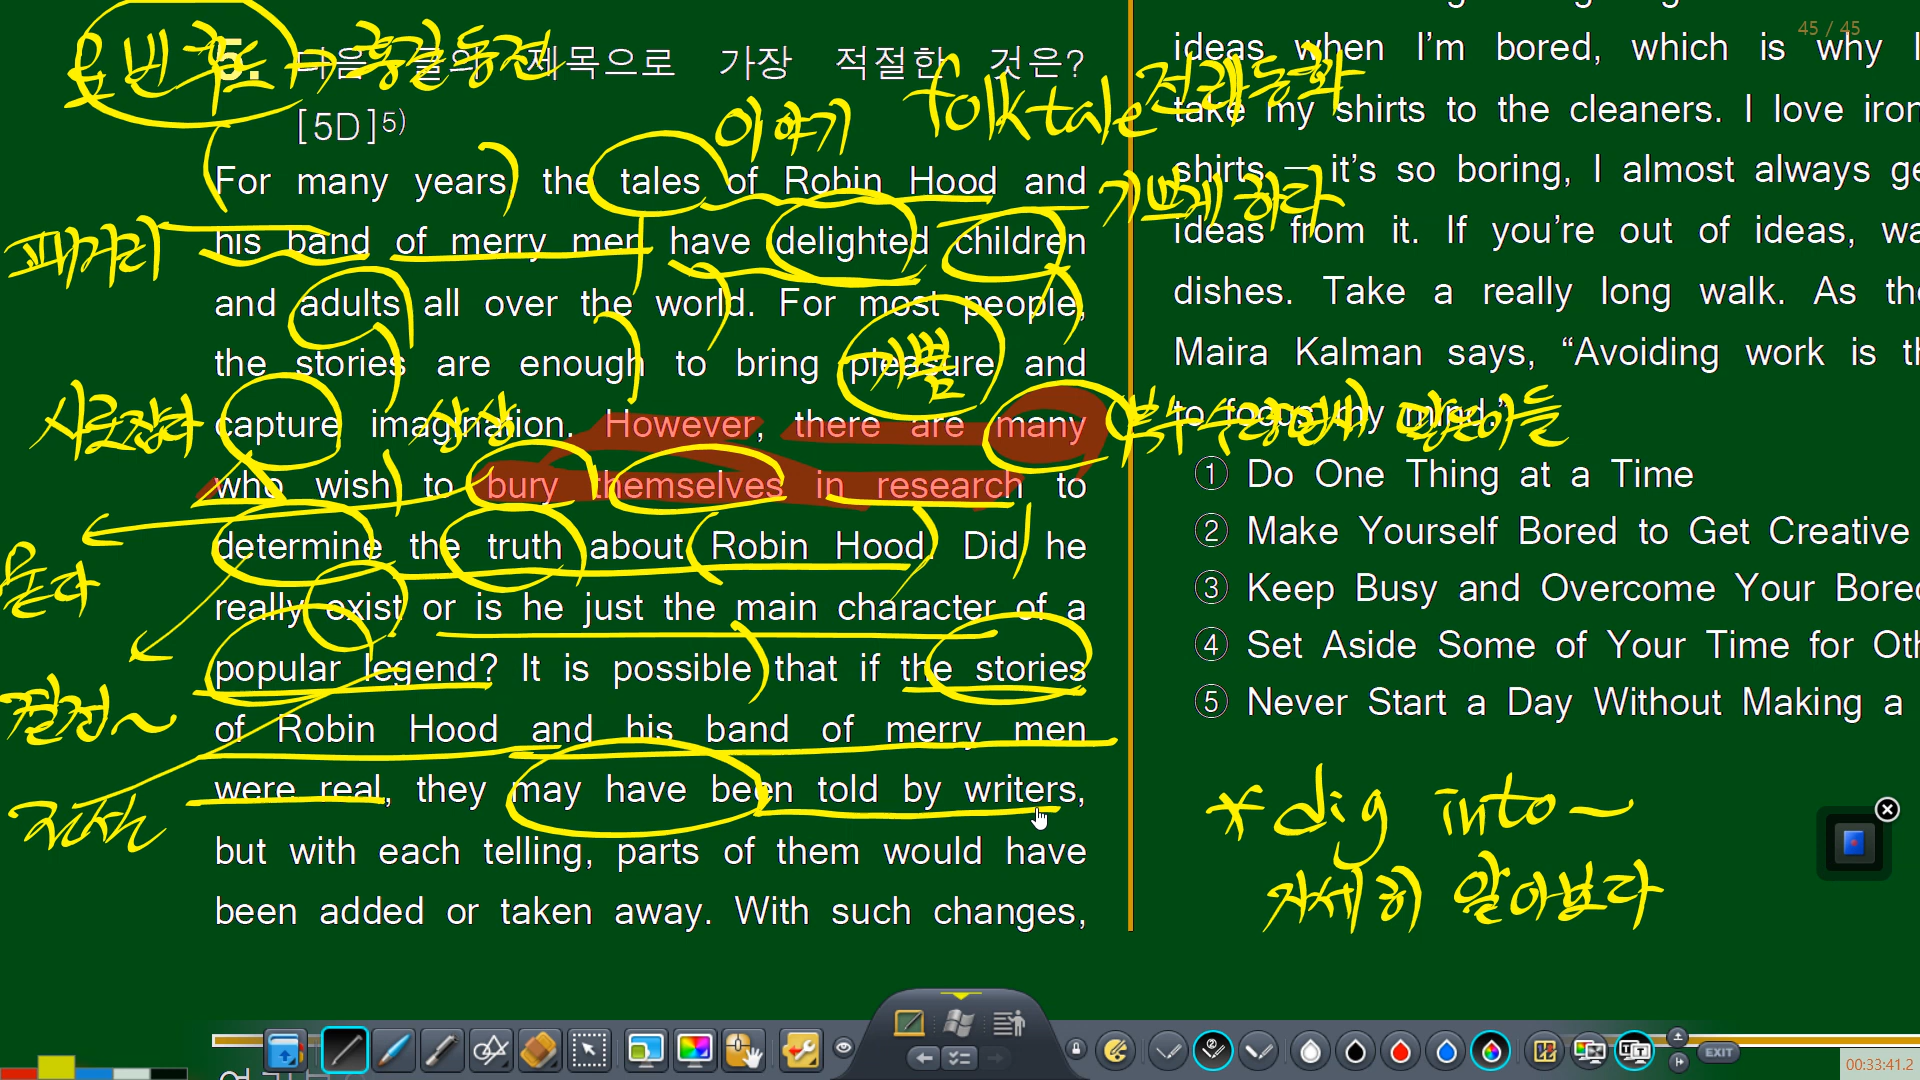 5. 다음 글의 제목으로 가장 적절한 것은?
[5D]5)
이야기
folktale 전래동화
For many years, the tales of Robin Hood and
기쁘게 하다
패거리
his band of merry men have delighted children
and adults all over the world. For most people,
the stories are enough to bring pleasure and
기쁨
사로잡다
상상
capture imagination. However, there are many
who wish to bury themselves in research to
determine the truth about Robin Hood. Did he
묻다
really exist or is he just the main character of a
popular legend? It is possible that if the stories
결정~
of Robin Hood and his band of merry men
were real, they may have been told by writers,
but with each telling, parts of them would have
been added or taken away. With such changes,
45 / 45
ideas when I'm bored, which is why I
take my shirts to the cleaners. I love iron
shirts — it's so boring, I almost always ge
ideas from it. If you're out of ideas, wa
dishes. Take a really long walk. As the
Maira Kalman says, “Avoiding work is th
to focus my mind.”
① Do One Thing at a Time
② Make Yourself Bored to Get Creative
③ Keep Busy and Overcome Your Bored
④ Set Aside Some of Your Time for Oth
⑤ Never Start a Day Without Making a
*dig into~
자세히 알아보다
EXIT
00:33:41.2